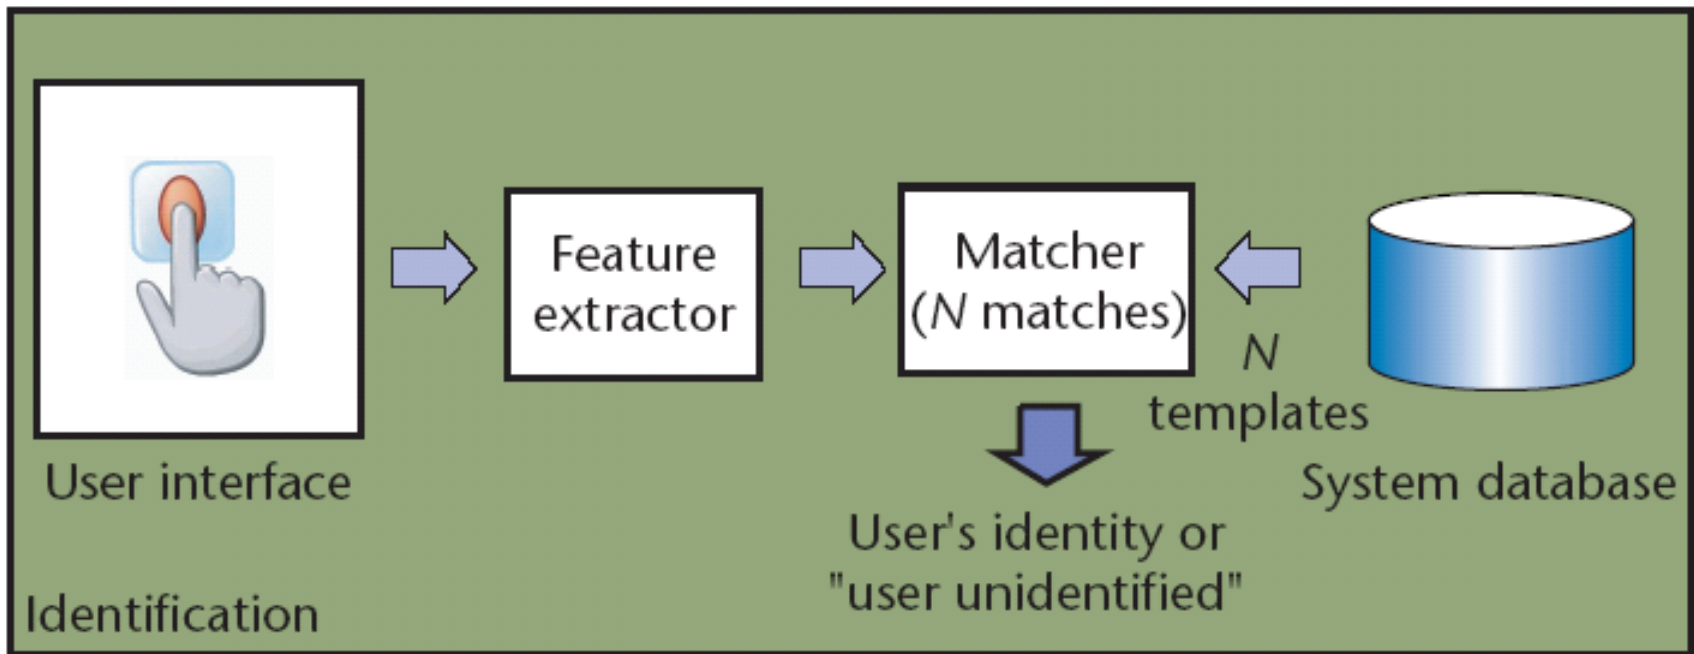 User interface
Feature
extractor
Matcher
(N matches)
N
templates
System database
User's identity or
"user unidentified"
Identification